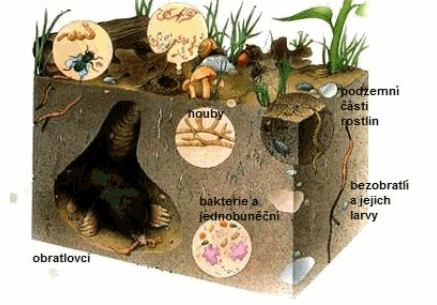 podzemní
části
rostlin
houby
bezobratlí
a jejich
larvy
bakterie a
jednobuněční
obratlovci